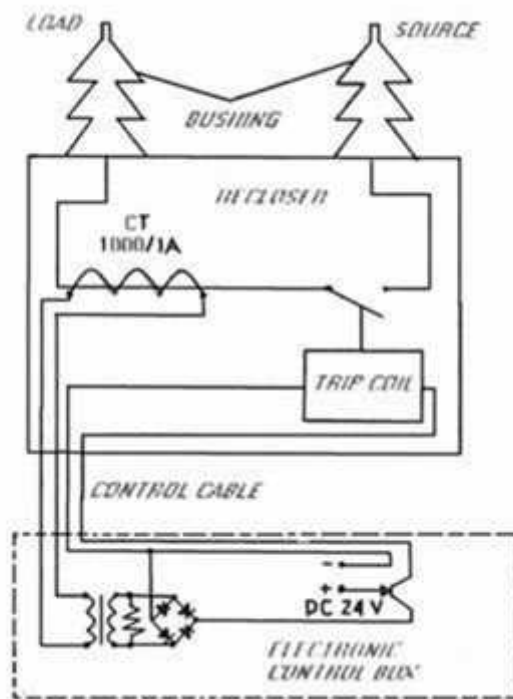 LOAD
SOURCE
BUSHING
RECLOSER
CT
1000/1A
TRIP COIL
CONTROL CABLE
-
+
DC 24 V
ELECTRONIC
CONTROL BOX